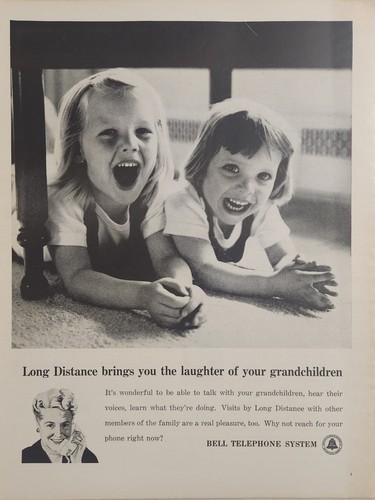 Long Distance brings you the laughter of your grandchildren
It's wonderful to be able to talk with your grandchildren, hear their
voices, learn what they're doing. Visits by Long Distance with other
members of the family are a real pleasure, too. Why not reach for your
phone right now?
BELL TELEPHONE SYSTEM